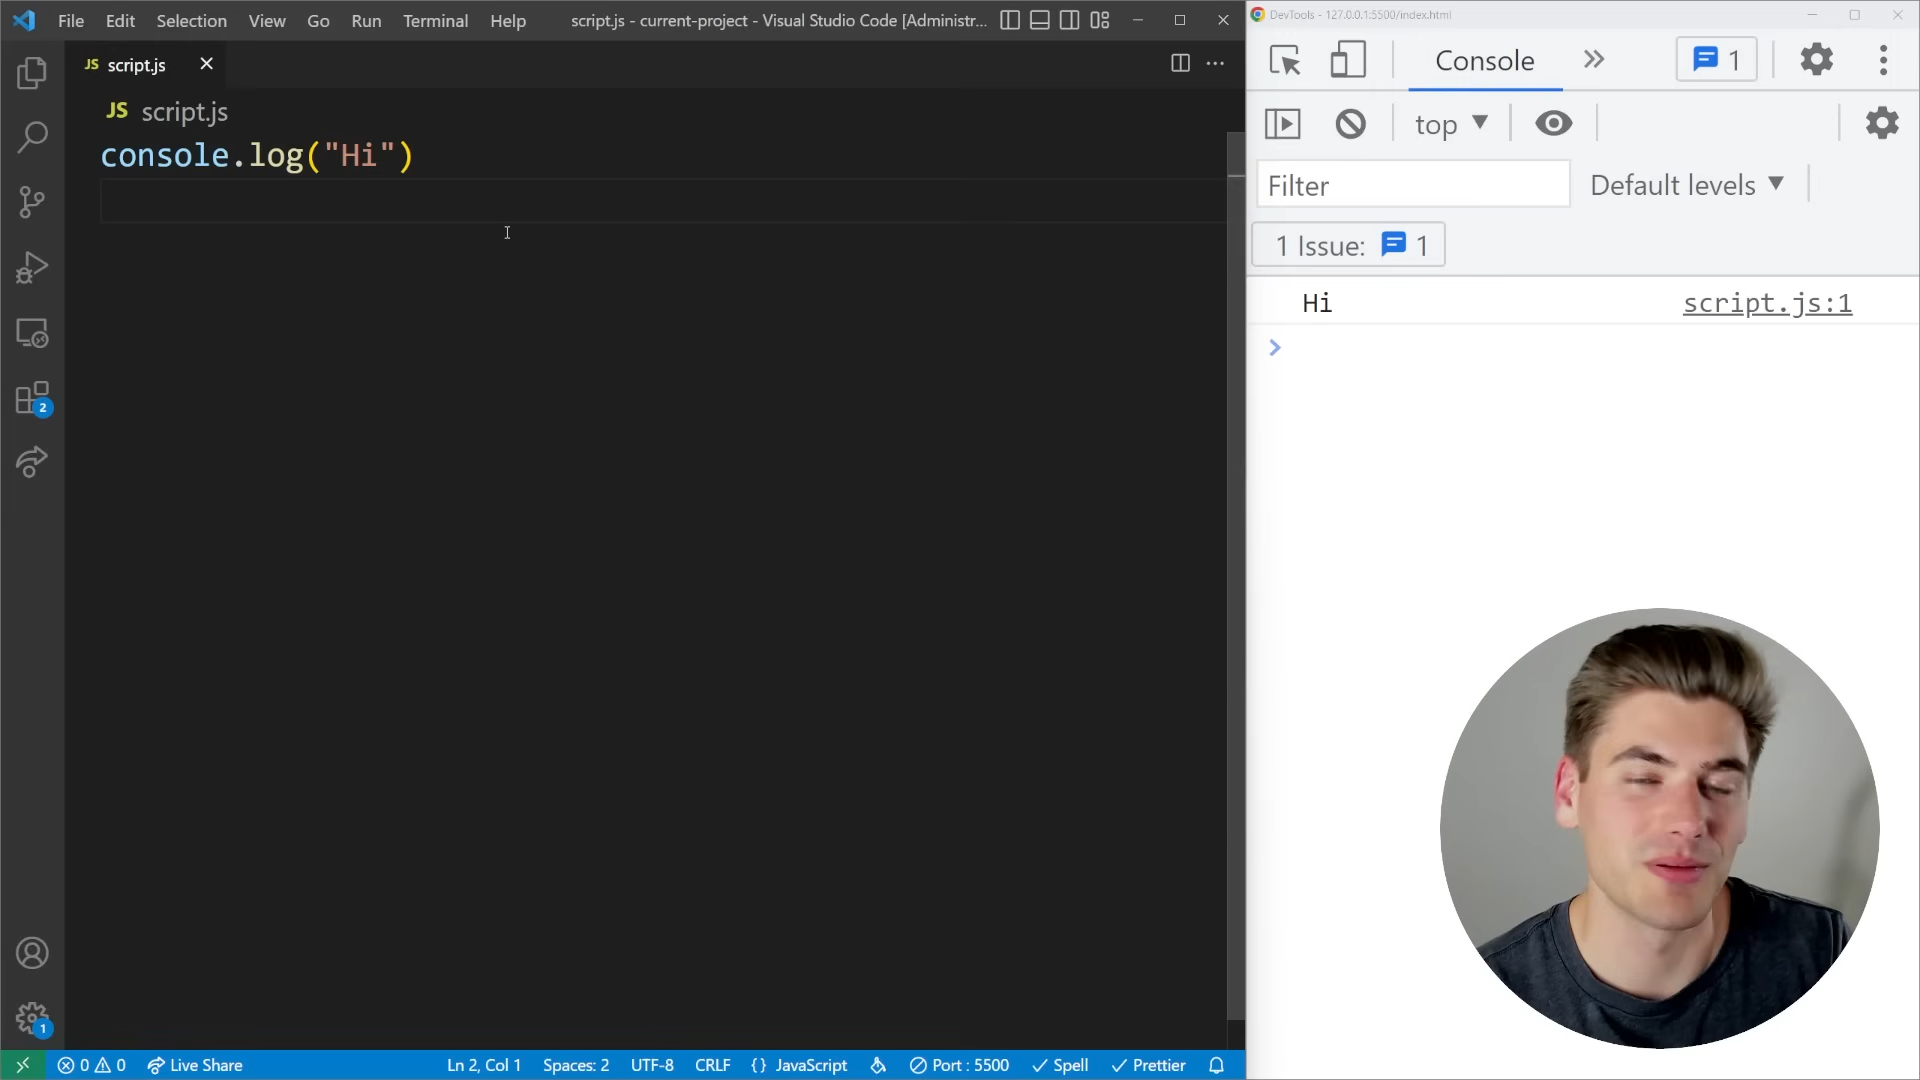 File Edit Selection View Go Run Terminal Help script.js - current-project - Visual Studio Code [Administr...
JS script.js
JS script.js
console.log("Hi")
2
1
0 0 Live Share Ln 2, Col 1 Spaces: 2 UTF-8 CRLF {} JavaScript Port : 5500 Spell Prettier
DevTools - 127.0.0.1:5500/index.html
Console 1
top
Filter Default levels
1 Issue: 1
Hi script.js:1